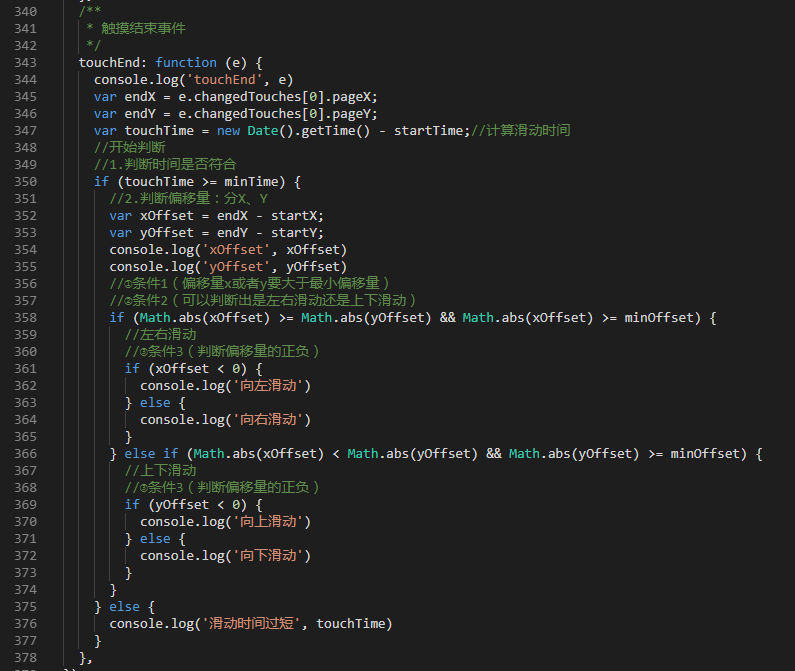 340 /**
341 * 触摸结束事件
342 */
343 touchEnd: function (e) {
344 console.log('touchEnd', e)
345 var endX = e.changedTouches[0].pageX;
346 var endY = e.changedTouches[0].pageY;
347 var touchTime = new Date().getTime() - startTime;//计算滑动时间
348 //开始判断
349 //1.判断时间是否符合
350 if (touchTime >= minTime) {
351 //2.判断偏移量：分X、Y
352 var xOffset = endX - startX;
353 var yOffset = endY - startY;
354 console.log('xOffset', xOffset)
355 console.log('yOffset', yOffset)
356 //①条件1（偏移量x或者y要大于最小偏移量）
357 //②条件2（可以判断出是左右滑动还是上下滑动）
358 if (Math.abs(xOffset) >= Math.abs(yOffset) && Math.abs(xOffset) >= minOffset) {
359 //左右滑动
360 //③条件3（判断偏移量的正负）
361 if (xOffset < 0) {
362 console.log('向左滑动')
363 } else {
364 console.log('向右滑动')
365 }
366 } else if (Math.abs(xOffset) < Math.abs(yOffset) && Math.abs(yOffset) >= minOffset) {
367 //上下滑动
368 //③条件3（判断偏移量的正负）
369 if (yOffset < 0) {
370 console.log('向上滑动')
371 } else {
372 console.log('向下滑动')
373 }
374 }
375 } else {
376 console.log('滑动时间过短', touchTime)
377 }
378 },